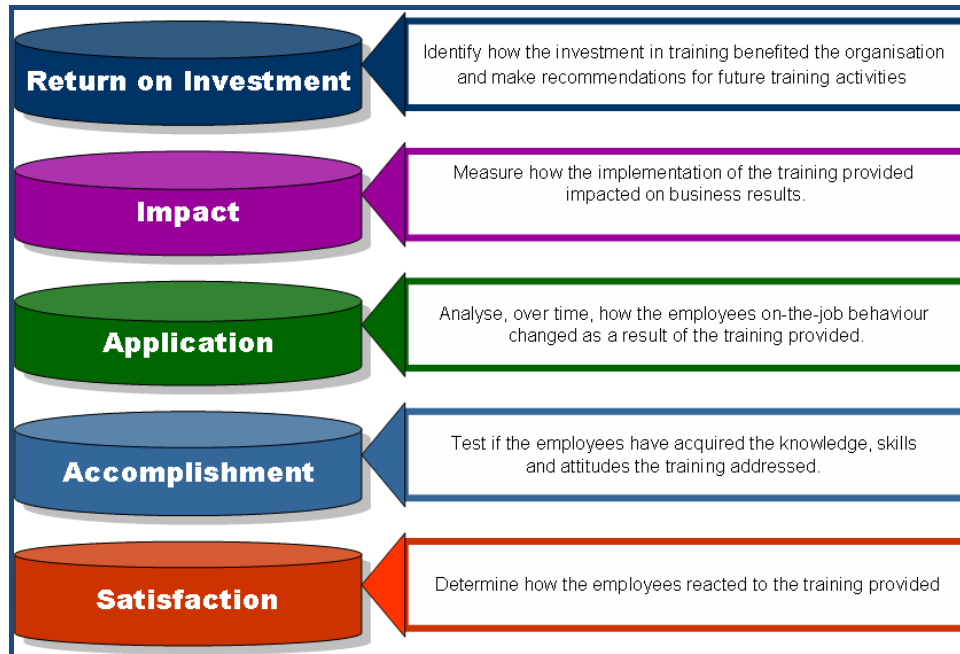 Return on Investment
Identify how the investment in training benefited the organisation
and make recommendations for future training activities
Impact
Measure how the implementation of the training provided
impacted on business results.
Application
Analyse, over time, how the employees on-the-job behaviour
changed as a result of the training provided.
Accomplishment
Test if the employees have acquired the knowledge, skills
and attitudes the training addressed.
Satisfaction
Determine how the employees reacted to the training provided